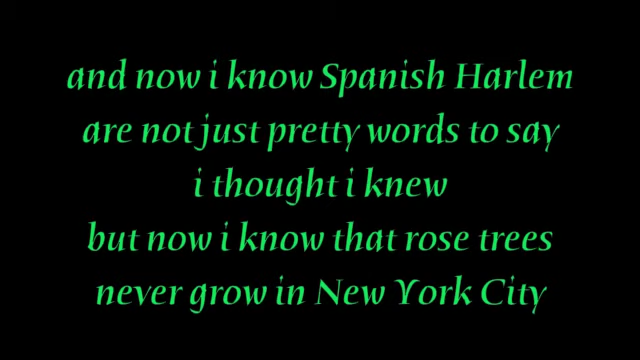 and now i know Spanish Harlem
are not just pretty words to say
i thought i knew
but now i know that rose trees
never grow in New York City